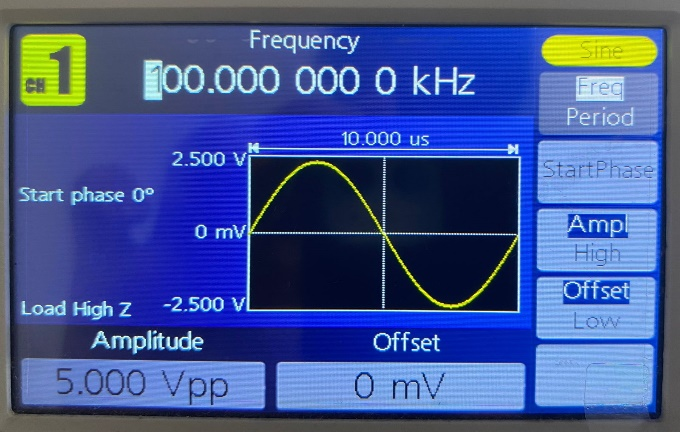 CH 1
Frequency
100.000 000 0 kHz
10.000 us
2.500 V
Start phase 0°
0 mV
Load High Z
-2.500 V
Amplitude
Offset
5.000 Vpp
0 mV
Sine
Freq
Period
StartPhase
Ampl
High
Offset
Low